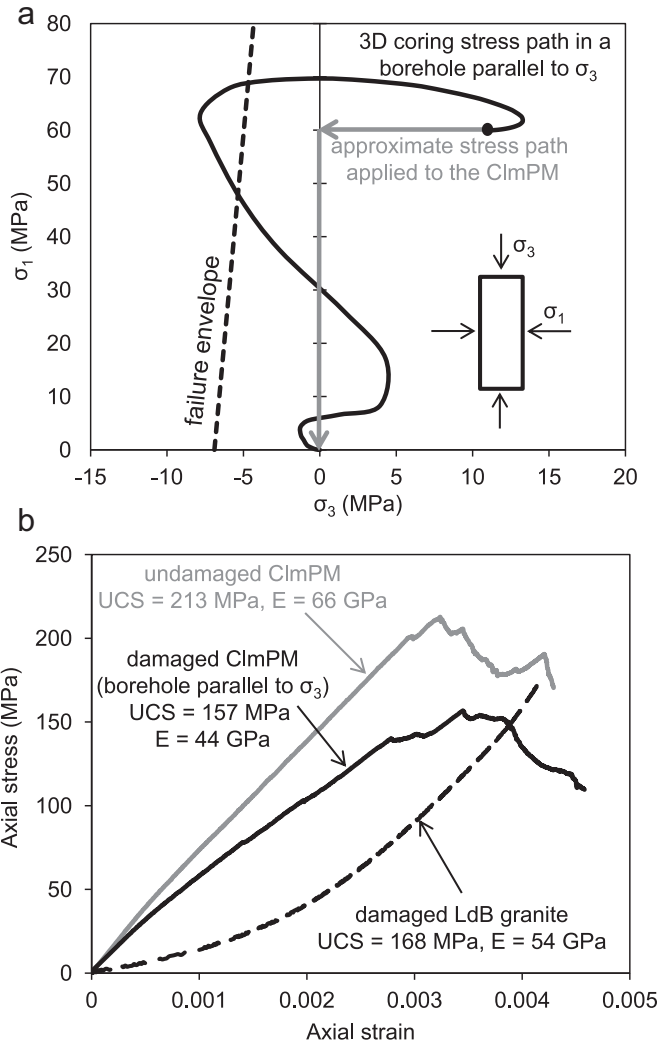 a
80
70
60
50
40
30
20
10
0
σ1 (MPa)
3D coring stress path in a
borehole parallel to σ3
approximate stress path
applied to the ClmPM
failure envelope
σ3
σ1
-15
-10
-5
0
5
10
15
20
σ3 (MPa)
b
250
200
150
100
50
0
Axial stress (MPa)
undamaged ClmPM
UCS = 213 MPa, E = 66 GPa
damaged ClmPM
(borehole parallel to σ3)
UCS = 157 MPa
E = 44 GPa
damaged LdB granite
UCS = 168 MPa, E = 54 GPa
0
0.001
0.002
0.003
0.004
0.005
Axial strain